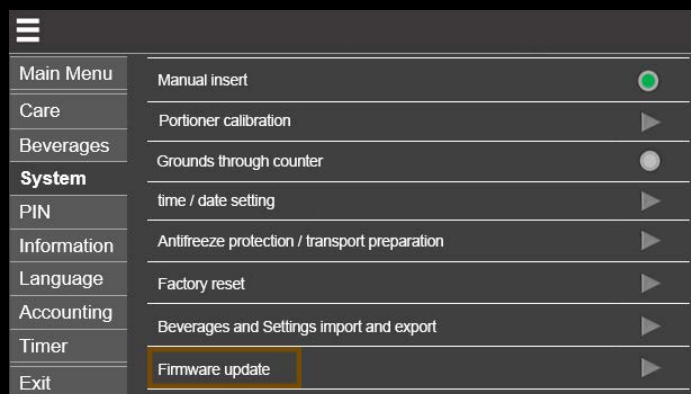 Main Menu
Care
Beverages
System
PIN
Information
Language
Accounting
Timer
Exit
Manual insert
Portioner calibration
Grounds through counter
time / date setting
Antifreeze protection / transport preparation
Factory reset
Beverages and Settings import and export
Firmware update